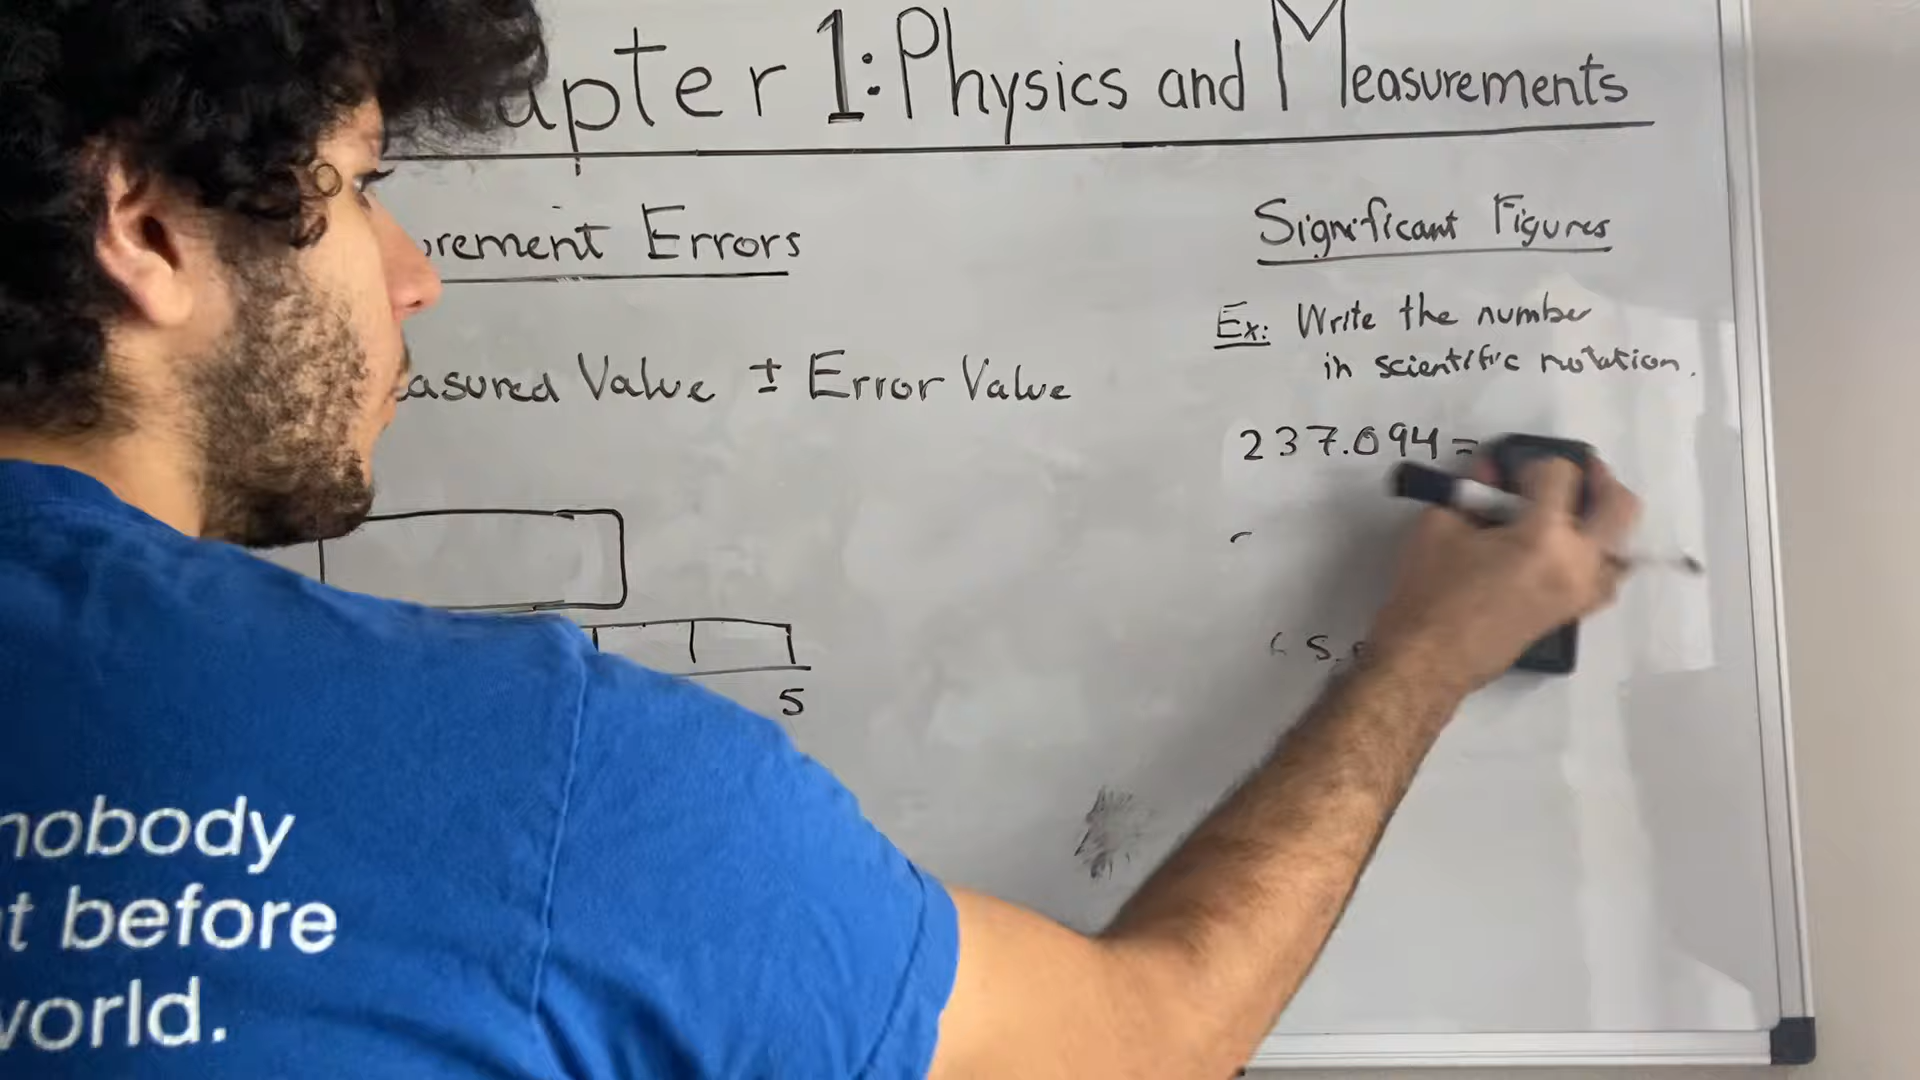 apter 1: Physics and Measurements
urement Errors
asured Value ± Error Value
5
Significant Figures
Ex: Write the number
in scientific notation.
237.094 =
nobody
t before
world.